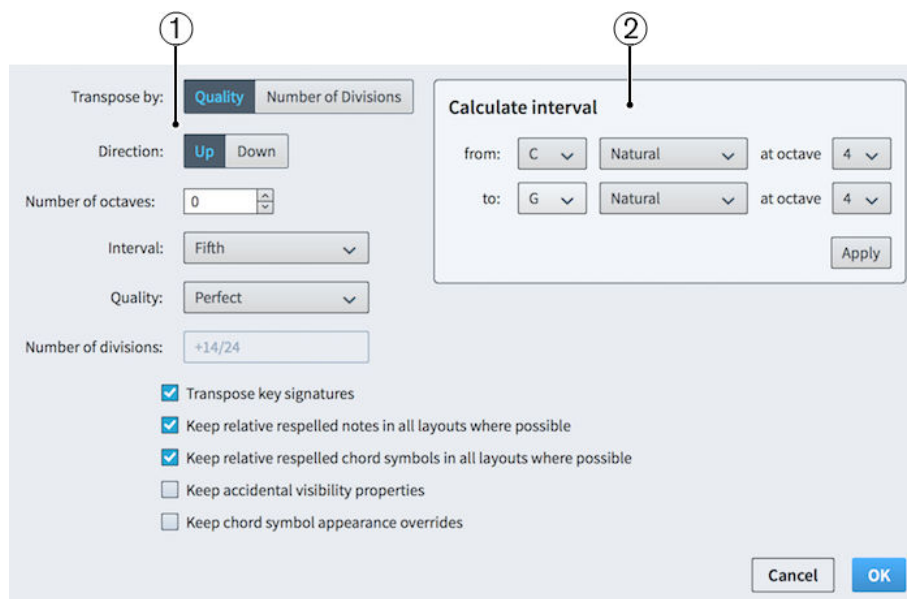 1
2
Transpose by: Quality Number of Divisions
Direction: Up Down
Number of octaves: 0
Interval: Fifth
Quality: Perfect
Number of divisions: +14/24
Transpose key signatures
Keep relative respelled notes in all layouts where possible
Keep relative respelled chord symbols in all layouts where possible
Keep accidental visibility properties
Keep chord symbol appearance overrides
Calculate interval
from: C Natural at octave 4
to: G Natural at octave 4
Apply
Cancel OK